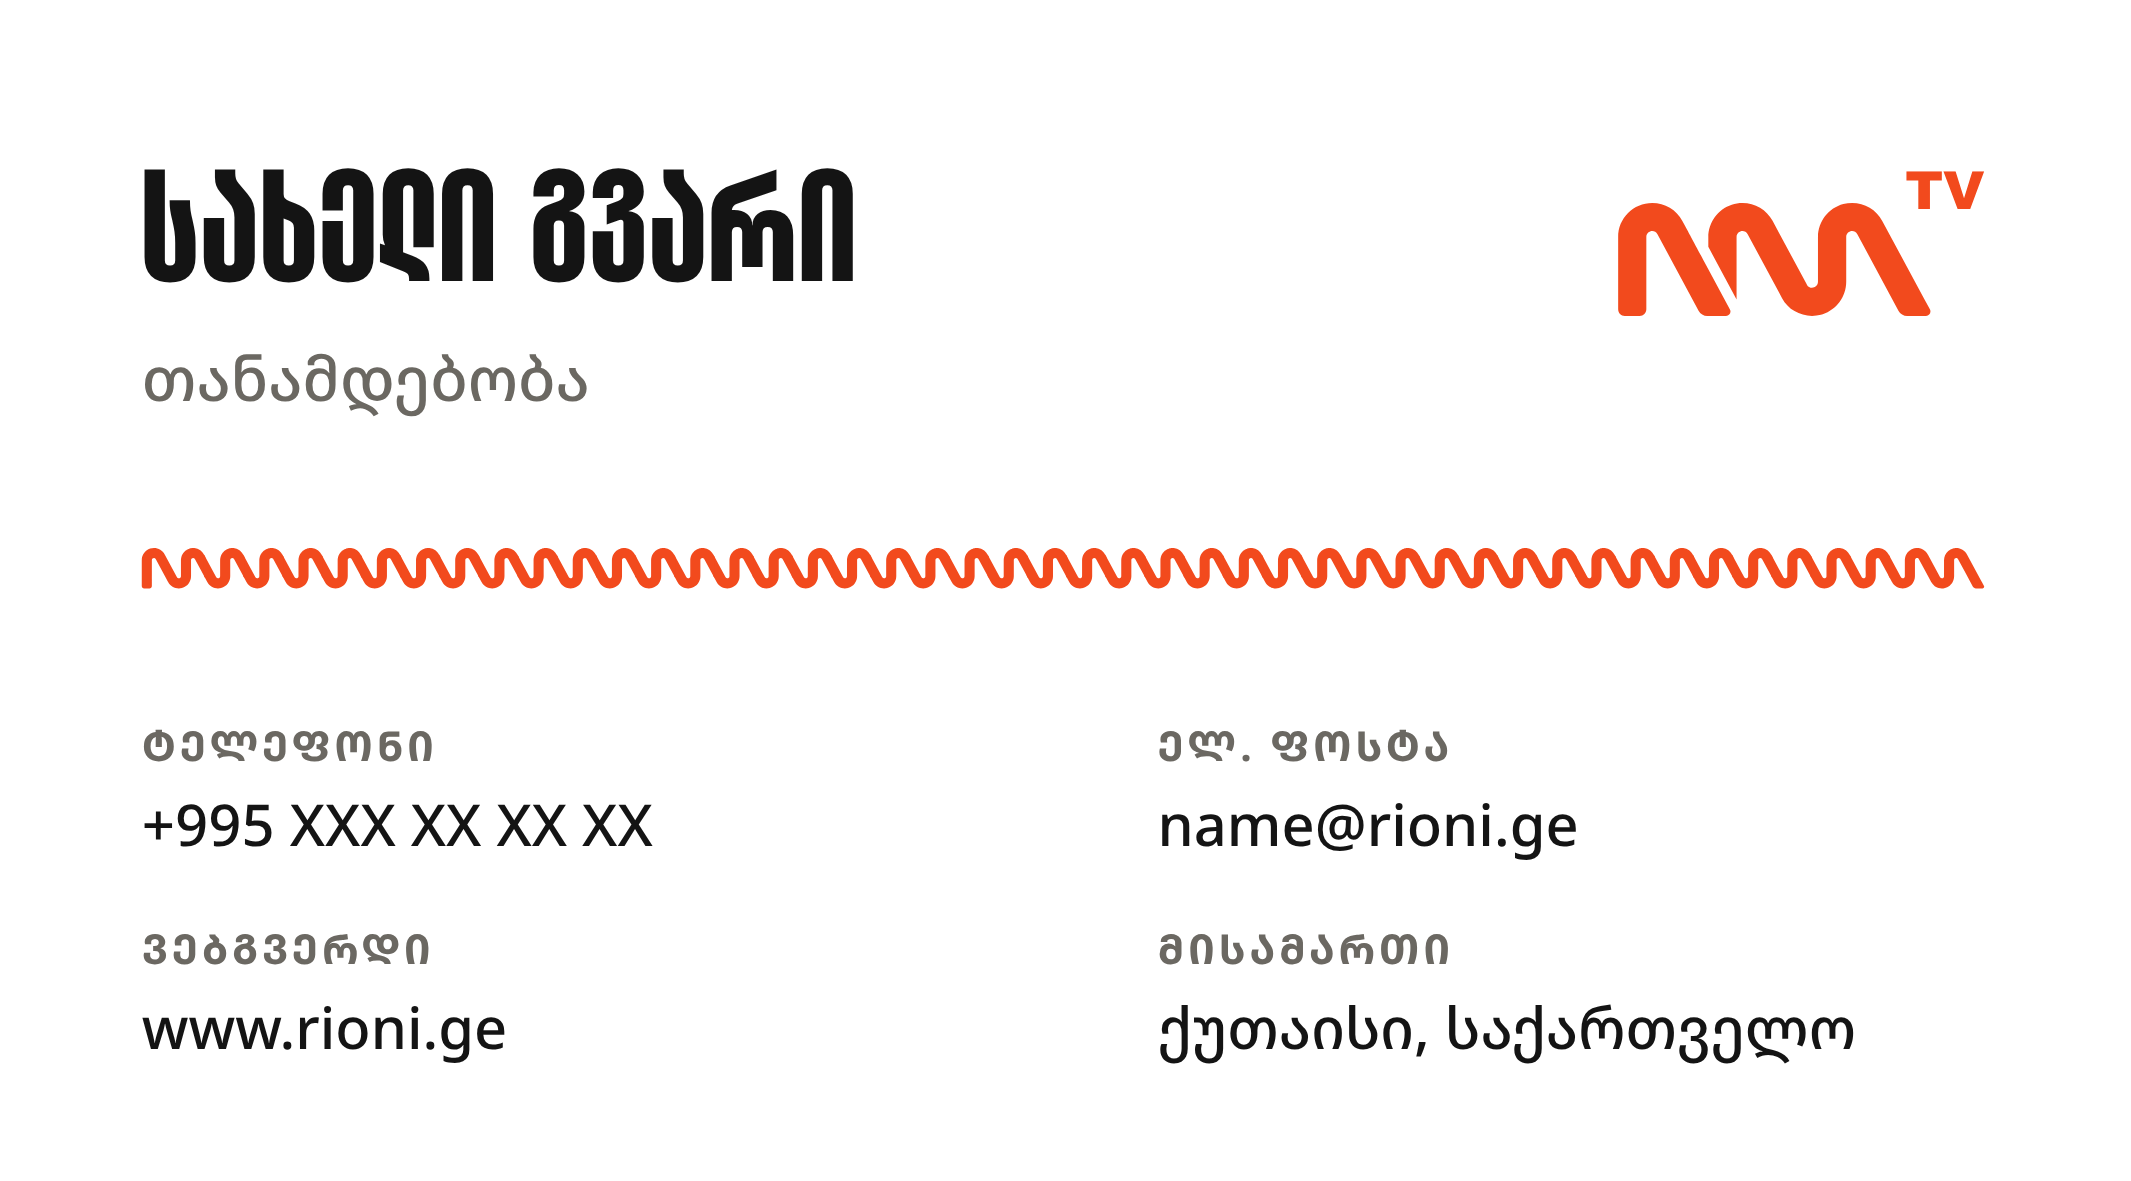 სახელი გვარი
TV
თანამდებობა
ტელეფონი
+995 XXX XX XX XX
ელ. ფოსტა
name@rioni.ge
ვებგვერდი
www.rioni.ge
მისამართი
ქუთაისი, საქართველო